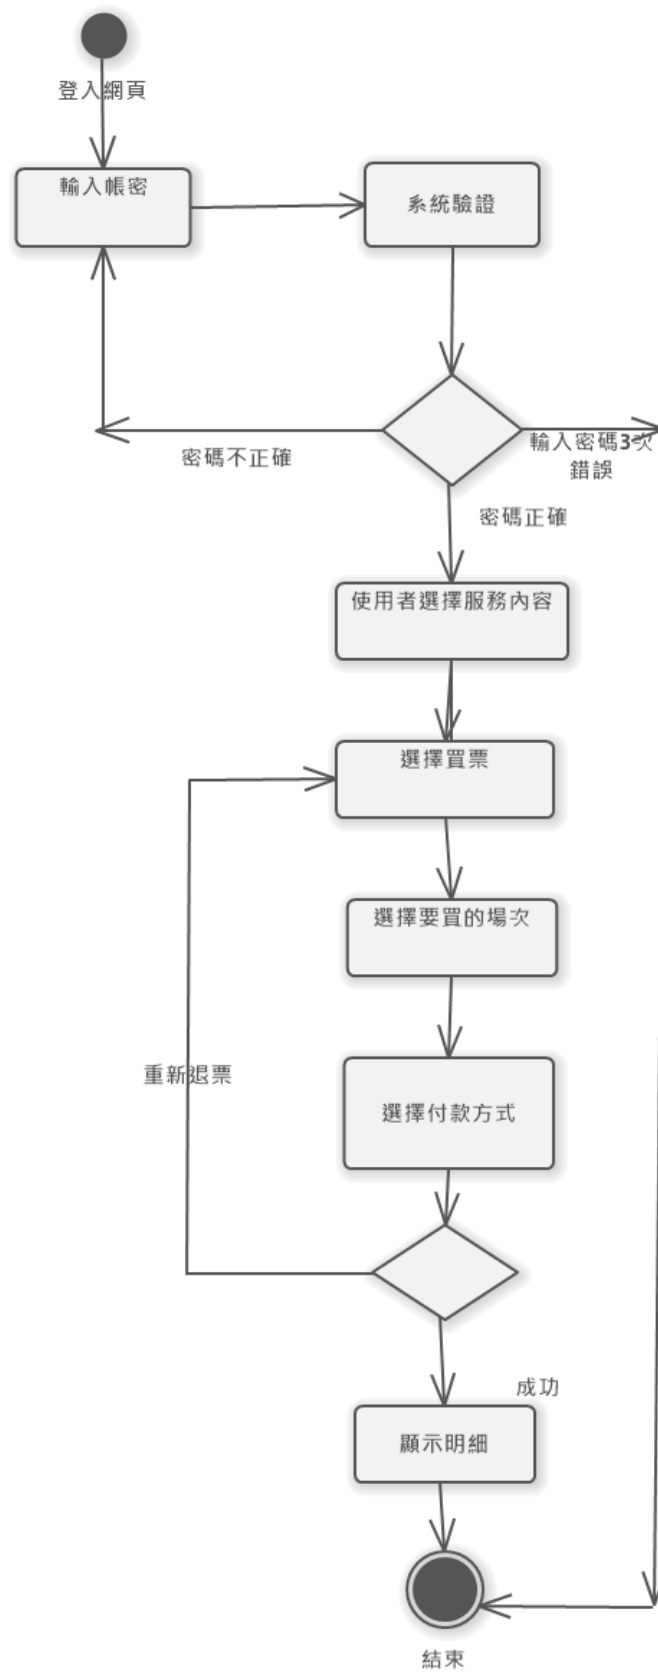 登入網頁
輸入帳密
系統驗證
輸入密碼3次
錯誤
密碼不正確
密碼正確
使用者選擇服務內容
選擇買票
選擇要買的場次
重新退票
選擇付款方式
成功
顯示明細
結束